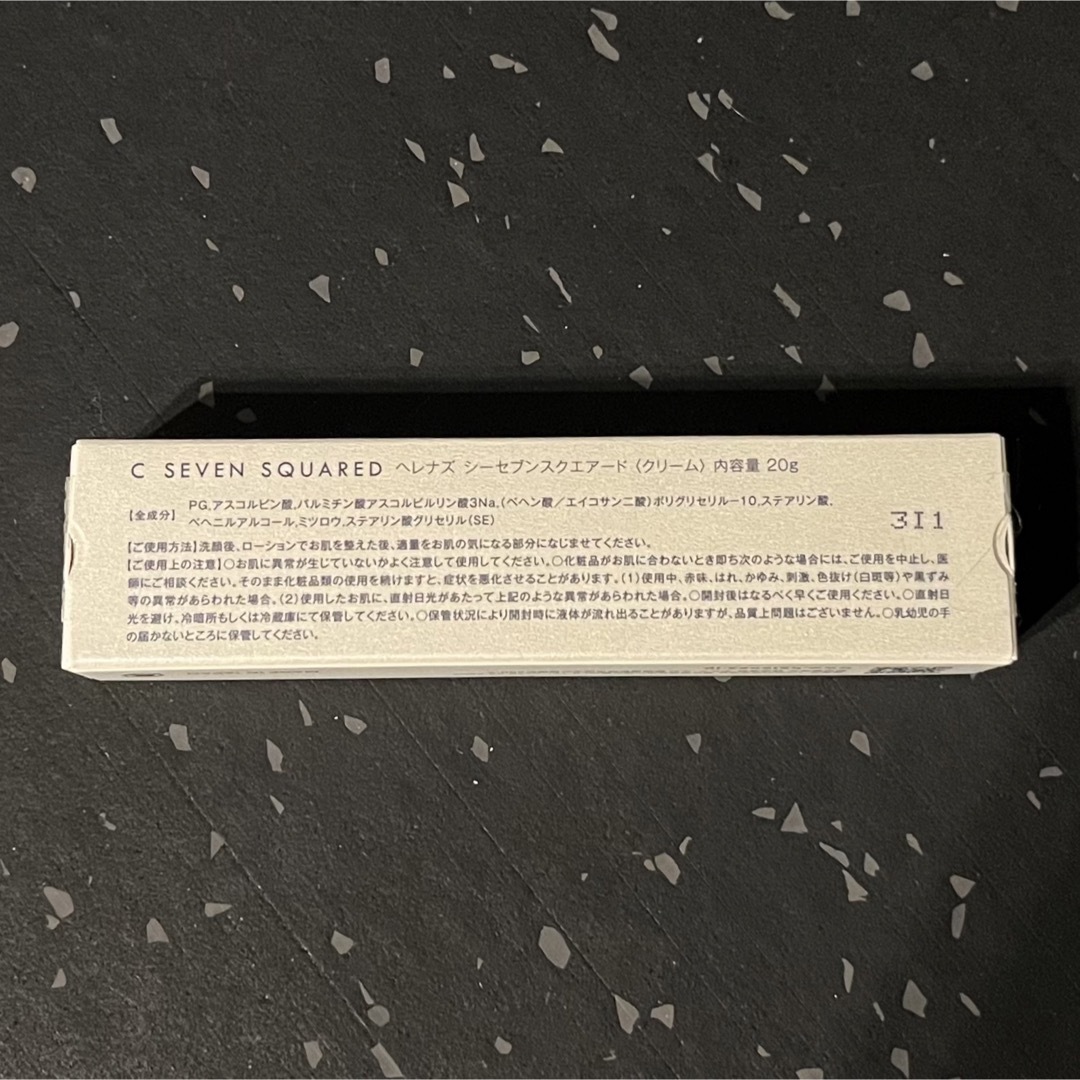 C SEVEN SQUARED ヘレナズ シーセブンスクエアード〈クリーム〉内容量 20g
【全成分】PG,アスコルビン酸,パルミチン酸アスコルビルリン酸3Na,(ベヘン酸/エイコサン二酸)ポリグリセリル-10,ステアリン酸,
ベヘニルアルコール,ミツロウ,ステアリン酸グリセリル(SE)
311
【ご使用方法】洗顔後、ローションでお肌を整えた後、適量をお肌の気になる部分になじませてください。
【ご使用上の注意】○お肌に異常が生じていないかよく注意して使用してください。○化粧品がお肌に合わないとき即ち次のような場合には、ご使用を中止し、医
師にご相談ください。そのまま化粧品類の使用を続けますと、症状を悪化させることがあります。(1)使用中、赤味、はれ、かゆみ、刺激、色抜け(白斑等)や黒ずみ
等の異常があらわれた場合。(2)使用したお肌に、直射日光があたって上記のような異常があらわれた場合。○開封後はなるべく早くご使用ください。○直射日
光を避け、冷暗所もしくは冷蔵庫にて保管してください。○保管状況により開封時に液体が流れ出ることがありますが、品質上問題はございません。○乳幼児の手
の届かないところに保管してください。